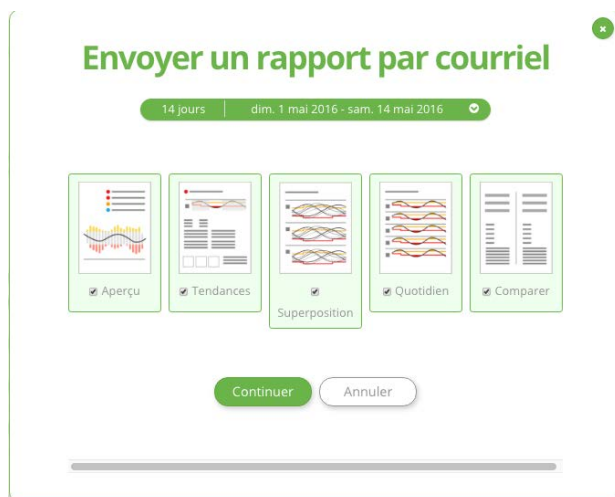 Envoyer un rapport par courriel
14 jours dim. 1 mai 2016 - sam. 14 mai 2016
Aperçu Tendances Quotidien Comparer
Superposition
Continuer Annuler